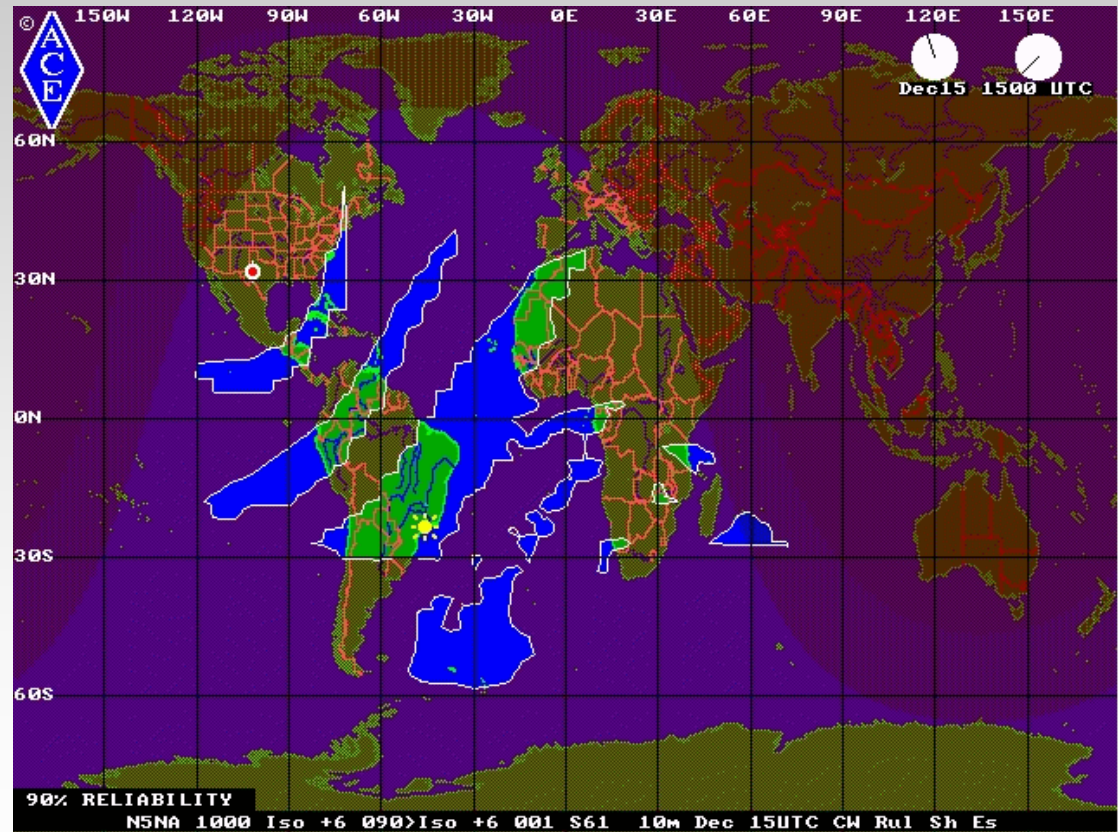 ©
150W 120W 90W 60W 30W 0E 30E 60E 90E 120E 150E
A
C
E
Dec15 1500 UTC
60N
30N
0N
30S
60S
90% RELIABILITY
N5NA 1000 Iso +6 090>Iso +6 001 S61 10m Dec 15UTC CW Rul Sh Es